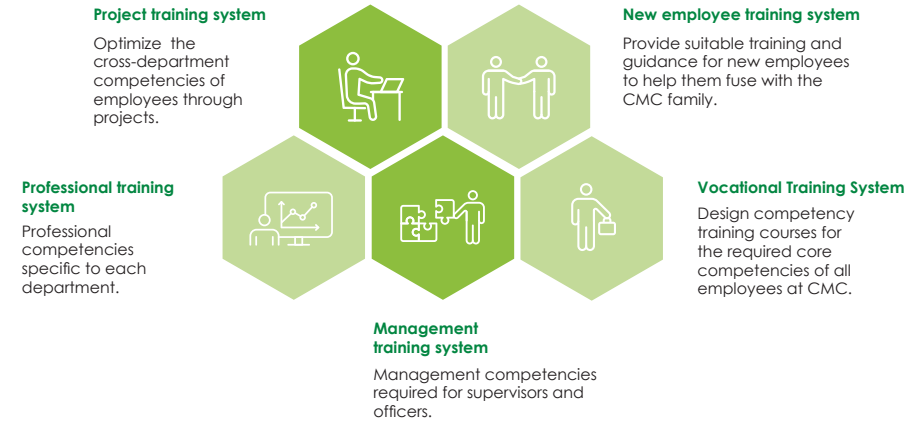 Project training system
Optimize the
cross-department
competencies of
employees through
projects.
New employee training system
Provide suitable training and
guidance for new employees
to help them fuse with the
CMC family.
Professional training
system
Professional
competencies
specific to each
department.
Vocational Training System
Design competency
training courses for
the required core
competencies of all
employees at CMC.
Management
training system
Management competencies
required for supervisors and
officers.